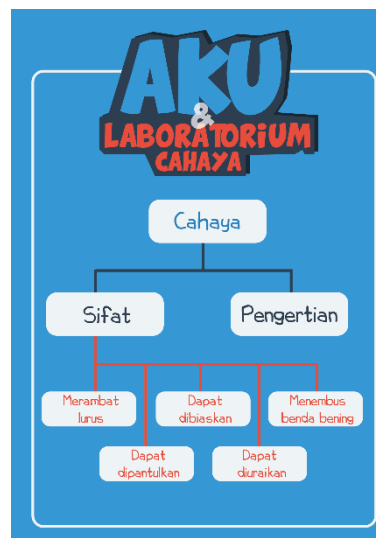 AKU
&
LABORATORIUM
CAHAYA
Cahaya
Sifat
Pengertian
Merambat
lurus
Dapat
dibiaskan
Menembus
benda bening
Dapat
dipantulkan
Dapat
diuraikan